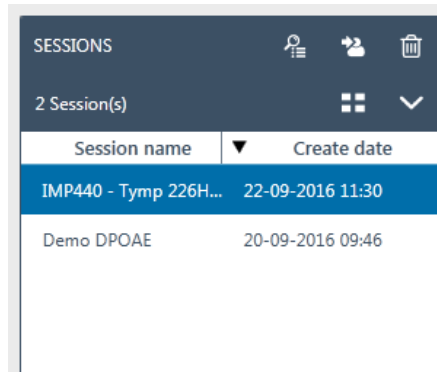 SESSIONS
2 Session(s)
Session name Create date
IMP440 - Tymp 226H... 22-09-2016 11:30
Demo DPOAE 20-09-2016 09:46